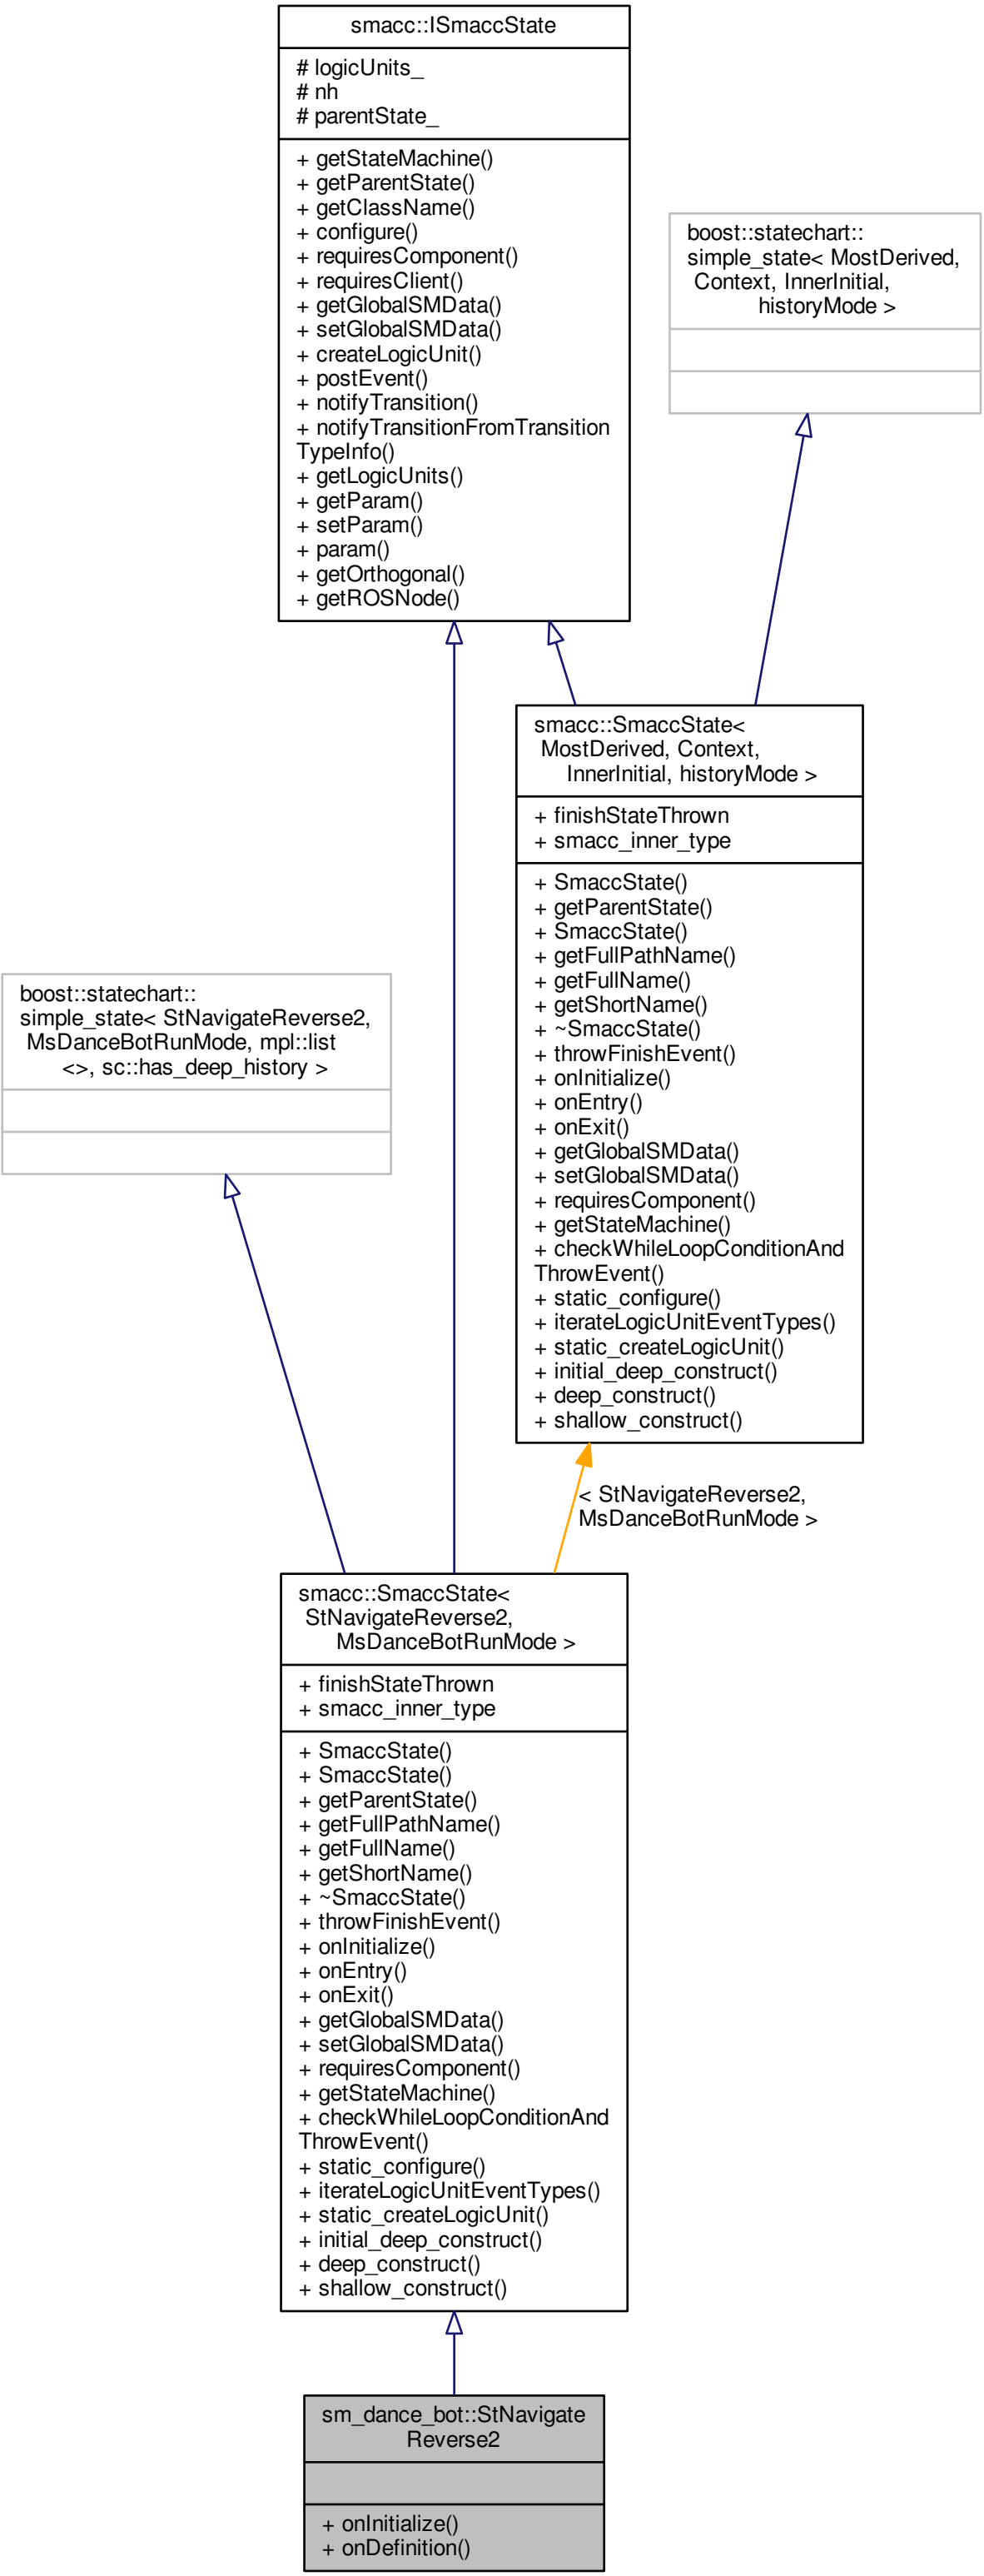 smacc::ISmaccState
# logicUnits_
# nh
# parentState_
+ getStateMachine()
+ getParentState()
+ getClassName()
+ configure()
+ requiresComponent()
+ requiresClient()
+ getGlobalSMData()
+ setGlobalSMData()
+ createLogicUnit()
+ postEvent()
+ notifyTransition()
+ notifyTransitionFromTransition
TypeInfo()
+ getLogicUnits()
+ getParam()
+ setParam()
+ param()
+ getOrthogonal()
+ getROSNode()
boost::statechart::
simple_state< MostDerived,
Context, InnerInitial,
historyMode >
smacc::SmaccState<
MostDerived, Context,
InnerInitial, historyMode >
+ finishStateThrown
+ smacc_inner_type
+ SmaccState()
+ getParentState()
+ SmaccState()
+ getFullPathName()
+ getFullName()
+ getShortName()
+ ~SmaccState()
+ throwFinishEvent()
+ onInitialize()
+ onEntry()
+ onExit()
+ getGlobalSMData()
+ setGlobalSMData()
+ requiresComponent()
+ getStateMachine()
+ checkWhileLoopConditionAnd
ThrowEvent()
+ static_configure()
+ iterateLogicUnitEventTypes()
+ static_createLogicUnit()
+ initial_deep_construct()
+ deep_construct()
+ shallow_construct()
boost::statechart::
simple_state< StNavigateReverse2,
MsDanceBotRunMode, mpl::list
<>, sc::has_deep_history >
< StNavigateReverse2,
MsDanceBotRunMode >
smacc::SmaccState<
StNavigateReverse2,
MsDanceBotRunMode >
+ finishStateThrown
+ smacc_inner_type
+ SmaccState()
+ SmaccState()
+ getParentState()
+ getFullPathName()
+ getFullName()
+ getShortName()
+ ~SmaccState()
+ throwFinishEvent()
+ onInitialize()
+ onEntry()
+ onExit()
+ getGlobalSMData()
+ setGlobalSMData()
+ requiresComponent()
+ getStateMachine()
+ checkWhileLoopConditionAnd
ThrowEvent()
+ static_configure()
+ iterateLogicUnitEventTypes()
+ static_createLogicUnit()
+ initial_deep_construct()
+ deep_construct()
+ shallow_construct()
sm_dance_bot::StNavigate
Reverse2
+ onInitialize()
+ onDefinition()